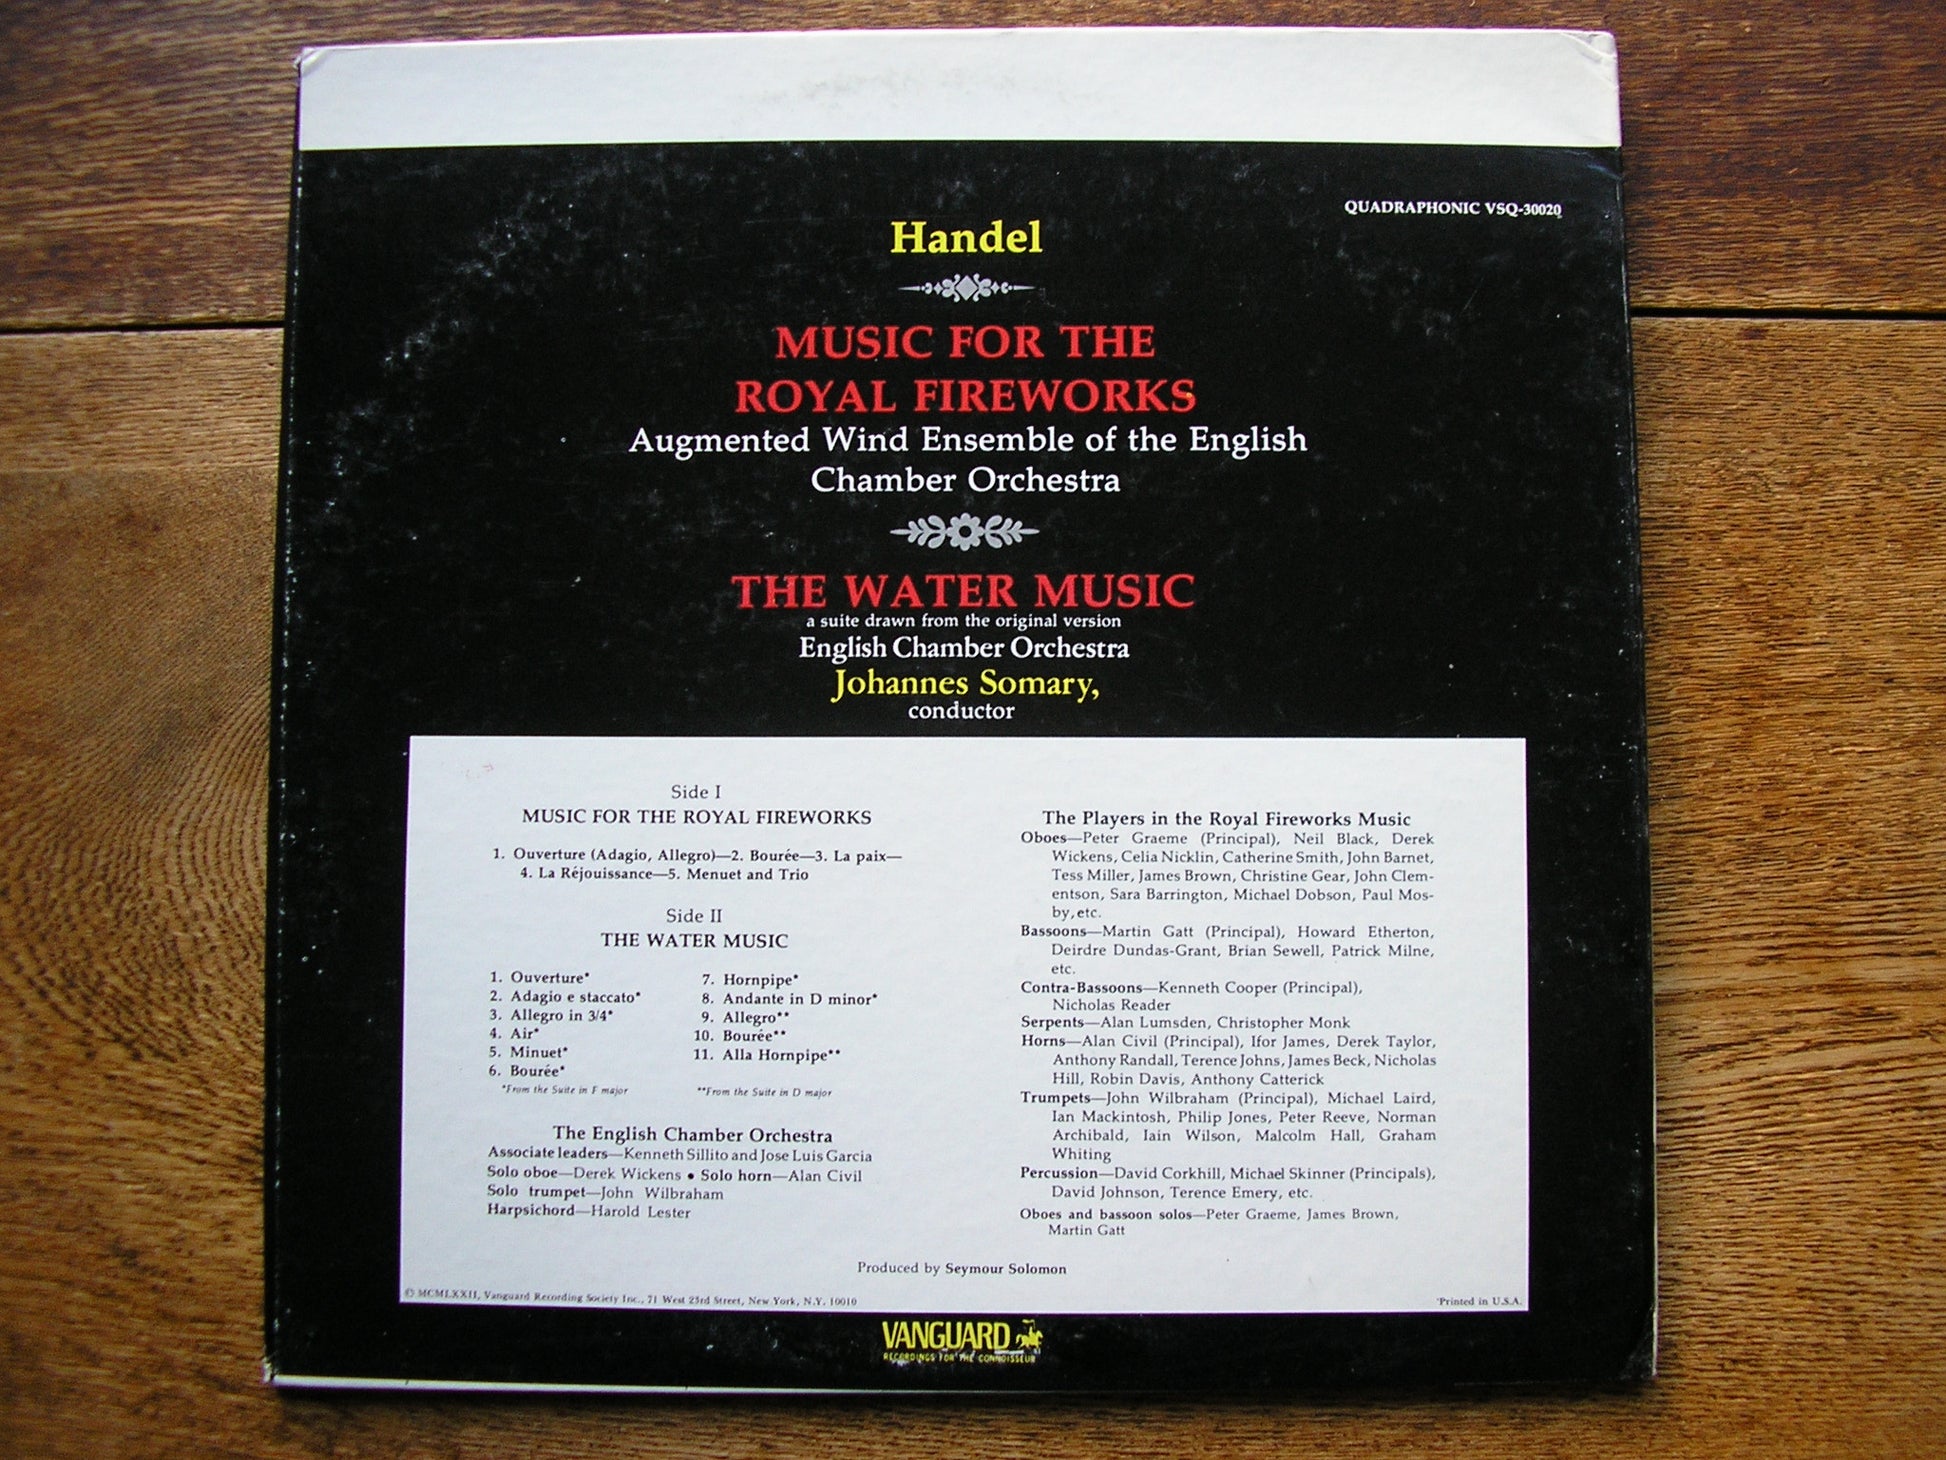 QUADRAPHONIC VSQ-30020
Handel
MUSIC FOR THE
ROYAL FIREWORKS
Augmented Wind Ensemble of the English
Chamber Orchestra
THE WATER MUSIC
a suite drawn from the original version
English Chamber Orchestra
Johannes Somary,
conductor
Side I
MUSIC FOR THE ROYAL FIREWORKS
1. Ouverture (Adagio, Allegro)—2. Bourée—3. La paix—
4. La Réjouissance—5. Menuet and Trio
Side II
THE WATER MUSIC
1. Ouverture*
2. Adagio e staccato*
3. Allegro in 3/4*
4. Air*
5. Minuet*
6. Bourée*
*From the Suite in F major
7. Hornpipe*
8. Andante in D minor*
9. Allegro**
10. Bourée**
11. Alla Hornpipe**
**From the Suite in D major
The English Chamber Orchestra
Associate leaders—Kenneth Sillito and Jose Luis Garcia
Solo oboe—Derek Wickens • Solo horn—Alan Civil
Solo trumpet—John Wilbraham
Harpsichord—Harold Lester
The Players in the Royal Fireworks Music
Oboes—Peter Graeme (Principal), Neil Black, Derek
Wickens, Celia Nicklin, Catherine Smith, John Barnet,
Tess Miller, James Brown, Christine Gear, John Clem-
entson, Sara Barrington, Michael Dobson, Paul Mos-
by, etc.
Bassoons—Martin Gatt (Principal), Howard Etherton,
Deirdre Dundas-Grant, Brian Sewell, Patrick Milne,
etc.
Contra-Bassoons—Kenneth Cooper (Principal),
Nicholas Reader
Serpents—Alan Lumsden, Christopher Monk
Horns—Alan Civil (Principal), Ifor James, Derek Taylor,
Anthony Randall, Terence Johns, James Beck, Nicholas
Hill, Robin Davis, Anthony Catterick
Trumpets—John Wilbraham (Principal), Michael Laird,
Ian Mackintosh, Philip Jones, Peter Reeve, Norman
Archibald, Iain Wilson, Malcolm Hall, Graham
Whiting
Percussion—David Corkhill, Michael Skinner (Principals),
David Johnson, Terence Emery, etc.
Oboes and bassoon solos—Peter Graeme, James Brown,
Martin Gatt
Produced by Seymour Solomon
© MCMLXXII, Vanguard Recording Society Inc., 71 West 23rd Street, New York, N.Y. 10010
Printed in U.S.A.
VANGUARD
RECORDINGS FOR THE CONNOISSEUR